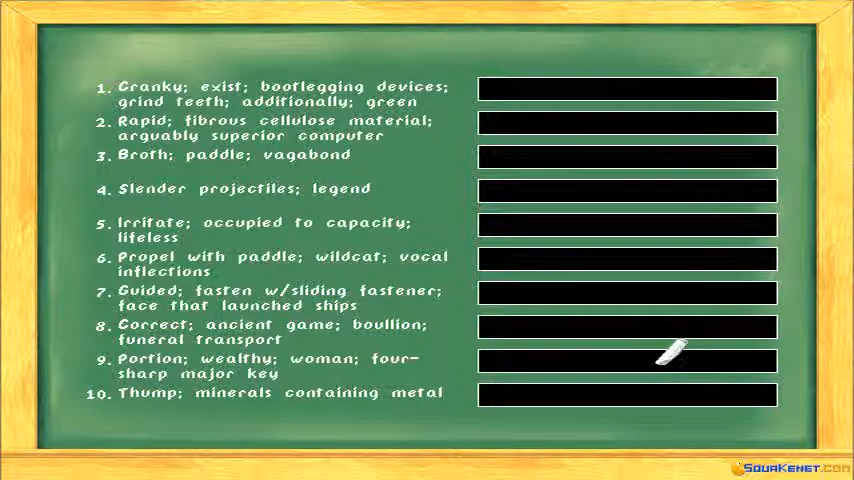 1. Cranky; exist; bootlegging devices;
grind teeth; additionally; green
2. Rapid; fibrous cellulose material;
arguably superior computer
3. Broth; paddle; vagabond
4. Slender projectiles; legend
5. Irritate; occupied to capacity;
lifeless
6. Propel with paddle; wildcat; vocal
inflections
7. Guided; fasten w/sliding fastener;
face that launched ships
8. Correct; ancient game; boullion;
funeral transport
9. Portion; wealthy; woman; four-
sharp major key
10. Thump; minerals containing metal
SquaKenet.com